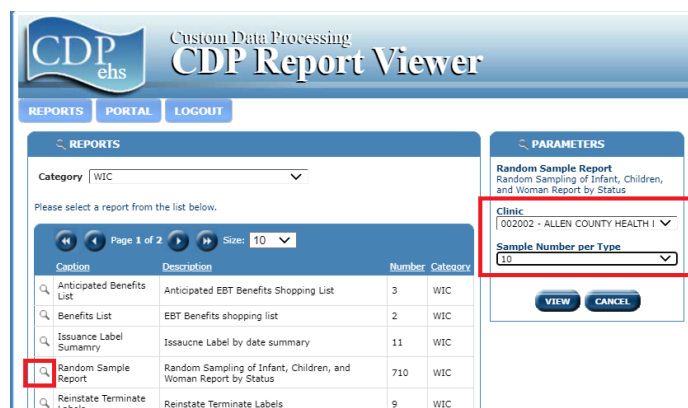 CDP
ehs
Custom Data Processing
CDP Report Viewer
REPORTS PORTAL LOGOUT
REPORTS
Category WIC
Please select a report from the list below.
Page 1 of 2 Size: 10
Caption Description Number Category
Anticipated Benefits
List
Anticipated EBT Benefits Shopping List 3 WIC
Benefits List EBT Benefits shopping list 2 WIC
Issuance Label
Sumamry
Issaucne Label by date summary 11 WIC
Random Sample
Report
Random Sampling of Infant, Children, and
Woman Report by Status
710 WIC
Reinstate Terminate
Labels
Reinstate Terminate Labels 9 WIC
PARAMETERS
Random Sample Report
Random Sampling of Infant, Children,
and Woman Report by Status
Clinic
002002 - ALLEN COUNTY HEALTH I
Sample Number per Type
10
VIEW CANCEL